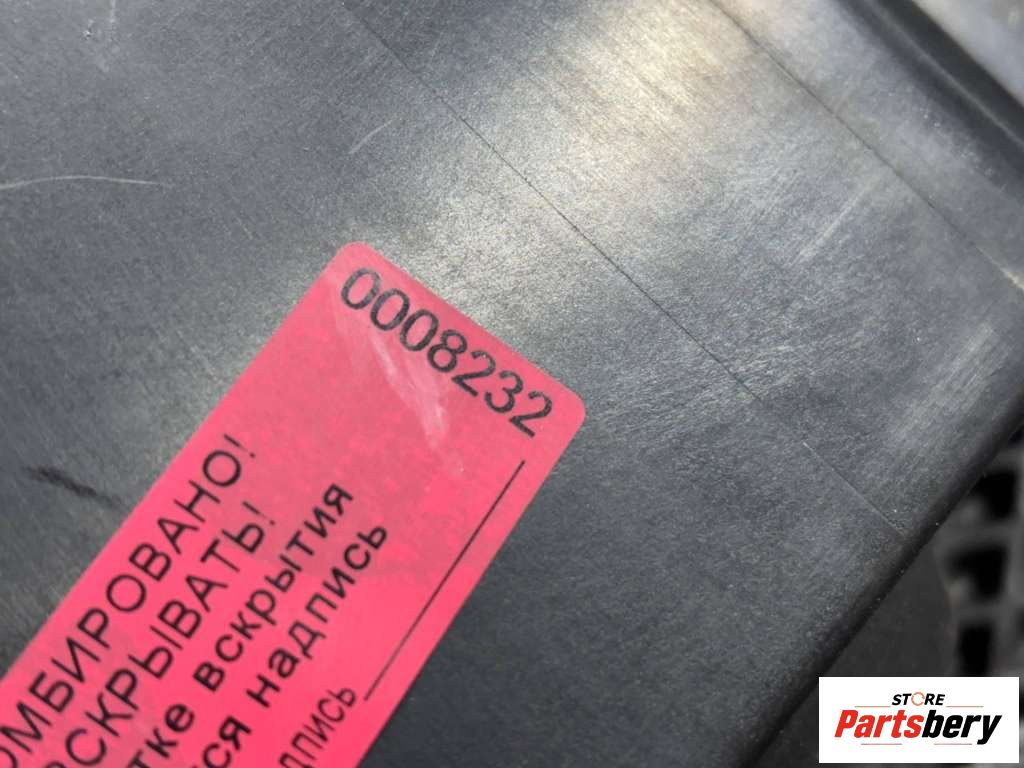 0008232
ОМБИРОВАНО!
ВСКРЫВАТЬ!
тке вскрытия
ся надпись
дпись
STORE
Partsbery